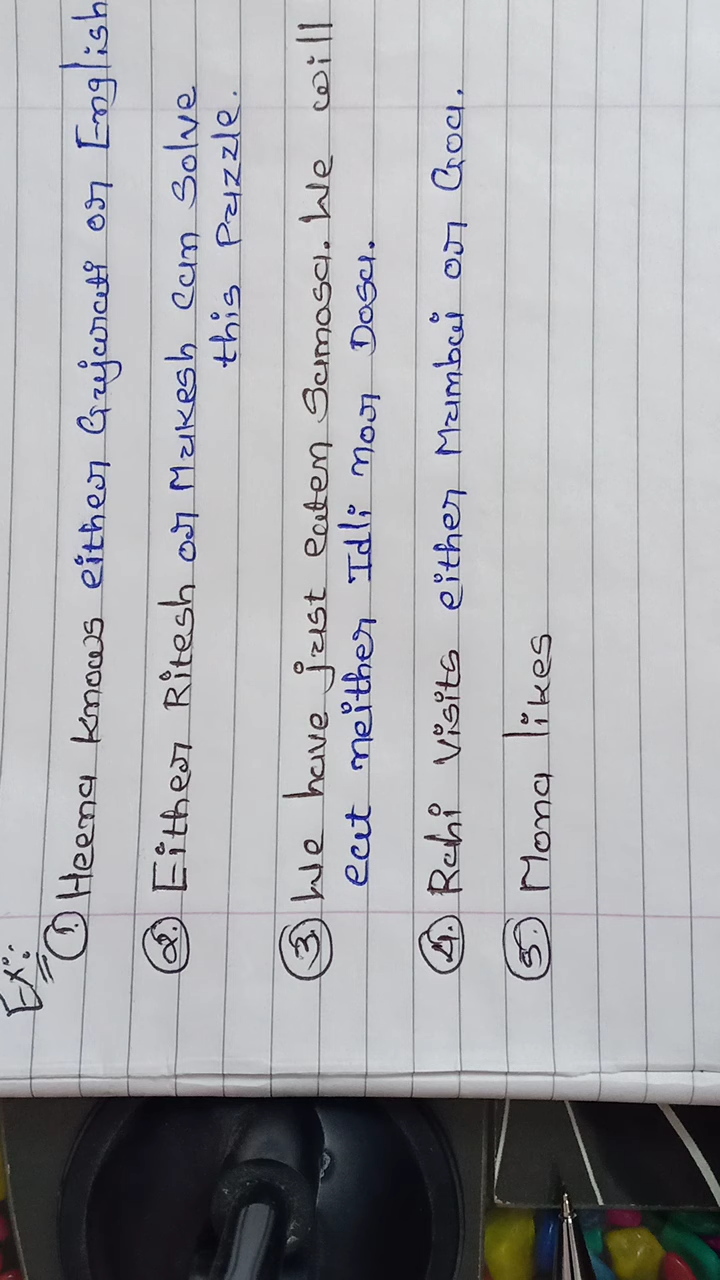 Ex:
1. Heena knows either Gujarati or English
2. Either Ritesh or Mukesh can solve
this Puzzle.
3. We have just eaten Samosa. We will
eat neither Idli nor Dosa.
4. Rahi visits either Mumbai or Goa.
5. Mona likes